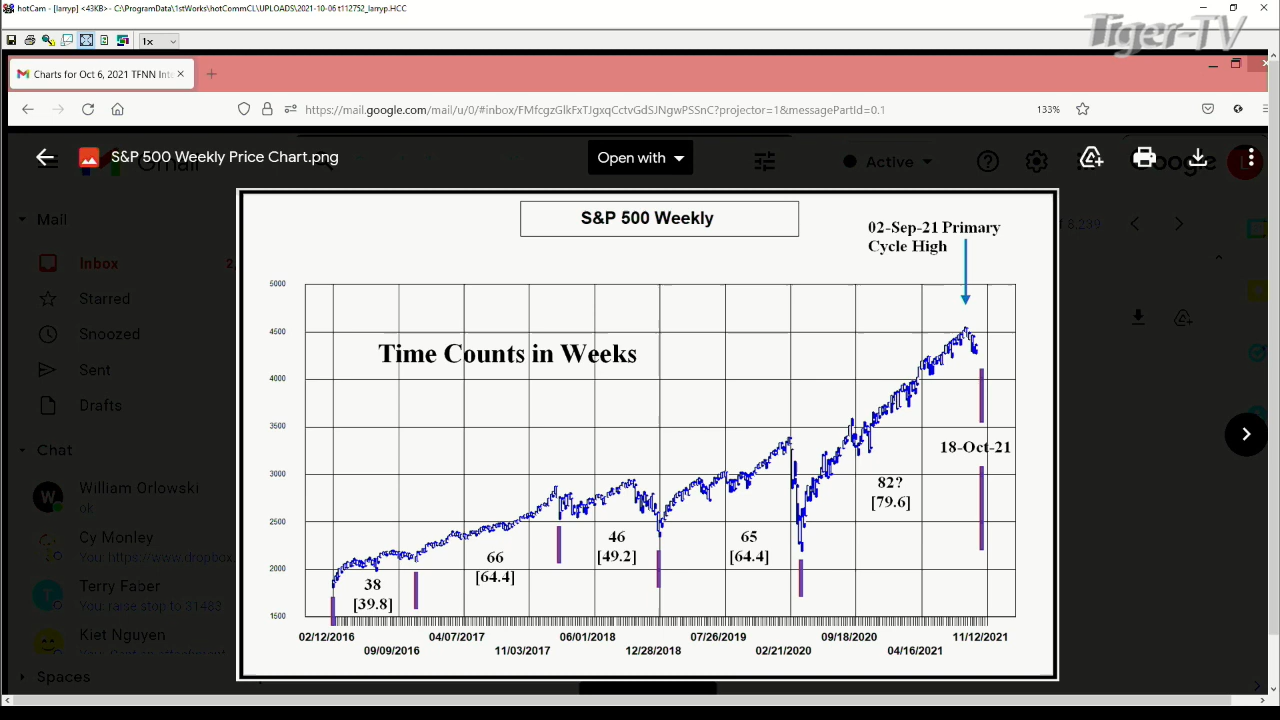 hotCam - [larryp] <43KB> - C:\ProgramData\1stWorks\hotCommCL\UPLOADS\2021-10-06 t112752_larryp.HCC
Tiger-TV
1x
Charts for Oct 6, 2021 TFNN Int
https://mail.google.com/mail/u/0/#inbox/FMfcgzGlkFxTJgxqCctvGdSJNgwPSSnC?projector=1&messagePartId=0.1
133%
S&P 500 Weekly Price Chart.png
Open with
Active
Google
Gmail
Mail
Inbox
Starred
Snoozed
Sent
Drafts
Chat
William Orlowski
ok
Cy Monley
You: https://www.dropbox
Terry Faber
You: raise stop to 31483
Kiet Nguyen
Spaces
S&P 500 Weekly
02-Sep-21 Primary
Cycle High
5000
4500
4000
3500
3000
2500
2000
1500
Time Counts in Weeks
18-Oct-21
82?
[79.6]
65
[64.4]
46
[49.2]
66
[64.4]
38
[39.8]
02/12/2016 04/07/2017 06/01/2018 07/26/2019 09/18/2020 11/12/2021
09/09/2016 11/03/2017 12/28/2018 02/21/2020 04/16/2021